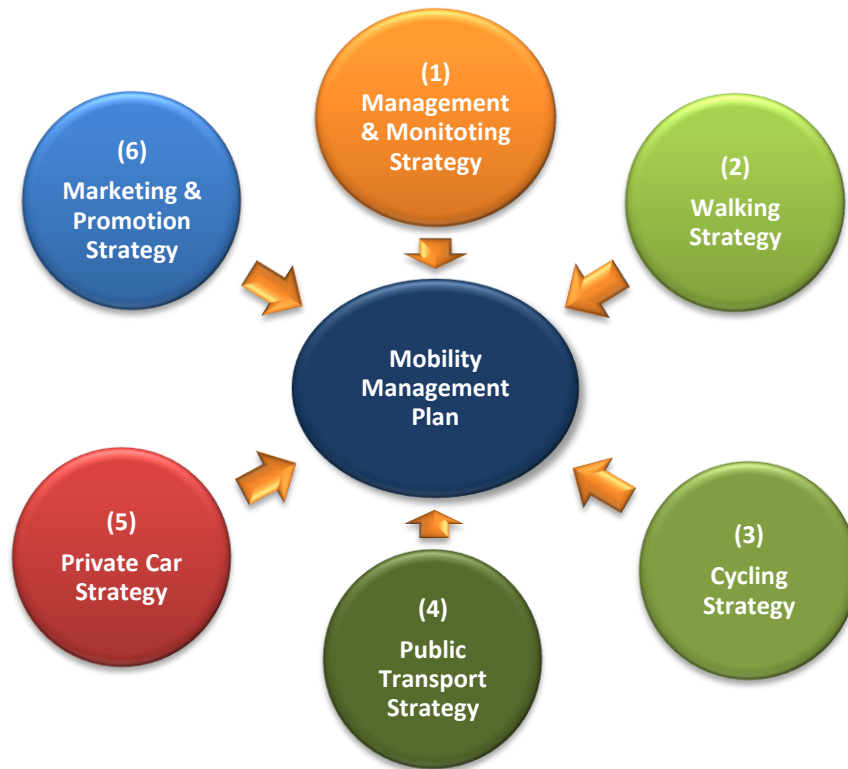 (1)
Management
& Monitoting
Strategy
(2)
Walking
Strategy
(3)
Cycling
Strategy
(4)
Public
Transport
Strategy
(5)
Private Car
Strategy
(6)
Marketing &
Promotion
Strategy
Mobility
Management
Plan